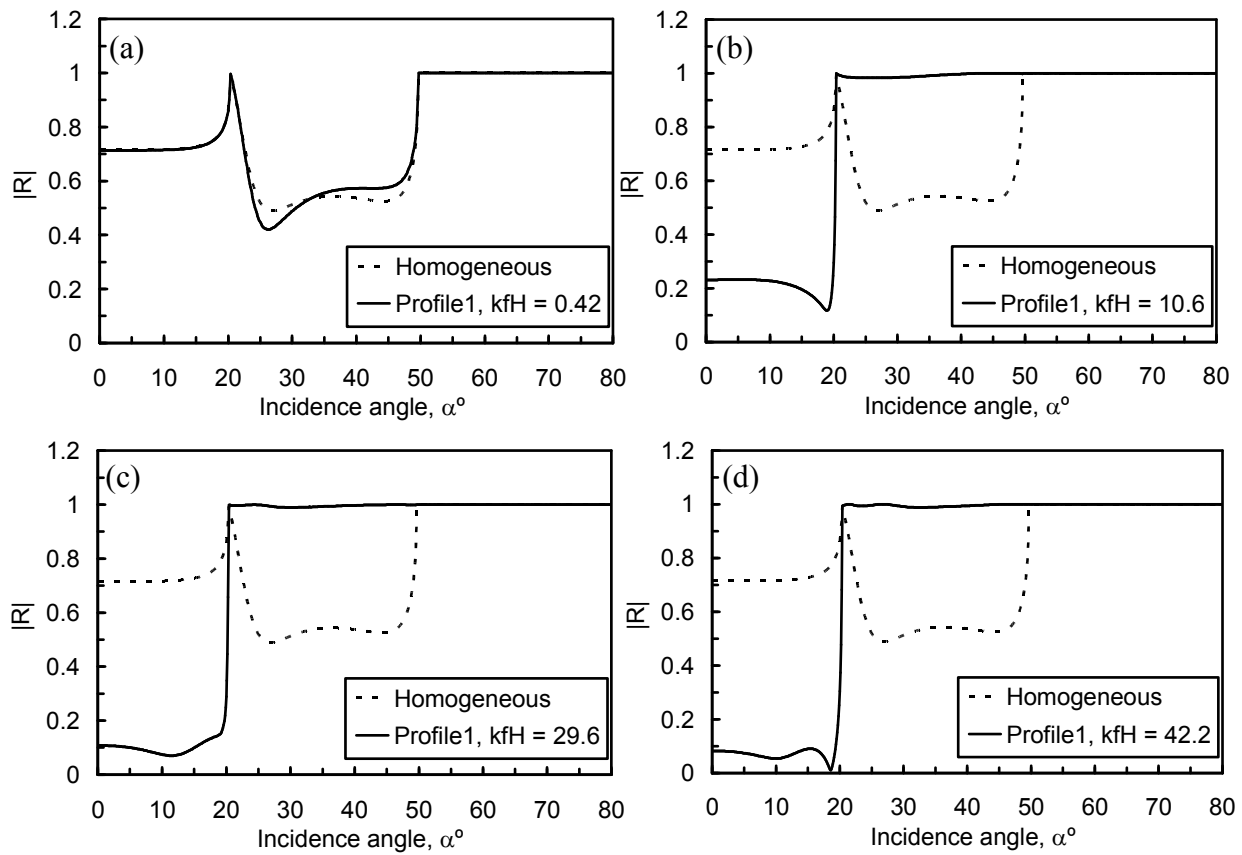 (a)
1.2
1
0.8
0.6
0.4
0.2
0
|R|
Homogeneous
Profile1, kfH = 0.42
0 10 20 30 40 50 60 70 80
Incidence angle, αº
(b)
1.2
1
0.8
0.6
0.4
0.2
0
|R|
Homogeneous
Profile1, kfH = 10.6
0 10 20 30 40 50 60 70 80
Incidence angle, αº
(c)
1.2
1
0.8
0.6
0.4
0.2
0
|R|
Homogeneous
Profile1, kfH = 29.6
0 10 20 30 40 50 60 70 80
Incidence angle, αº
(d)
1.2
1
0.8
0.6
0.4
0.2
0
|R|
Homogeneous
Profile1, kfH = 42.2
0 10 20 30 40 50 60 70 80
Incidence angle, αº